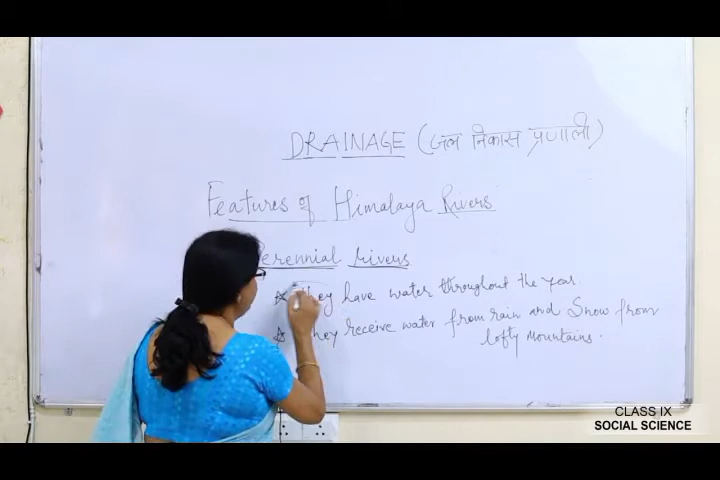 DRAINAGE (जल निकास प्रणाली)
Features of Himalaya Rivers
Perennial rivers
☆ They have water throughout the year.
☆ They receive water from rain and Snow from
lofty mountains.
CLASS IX
SOCIAL SCIENCE